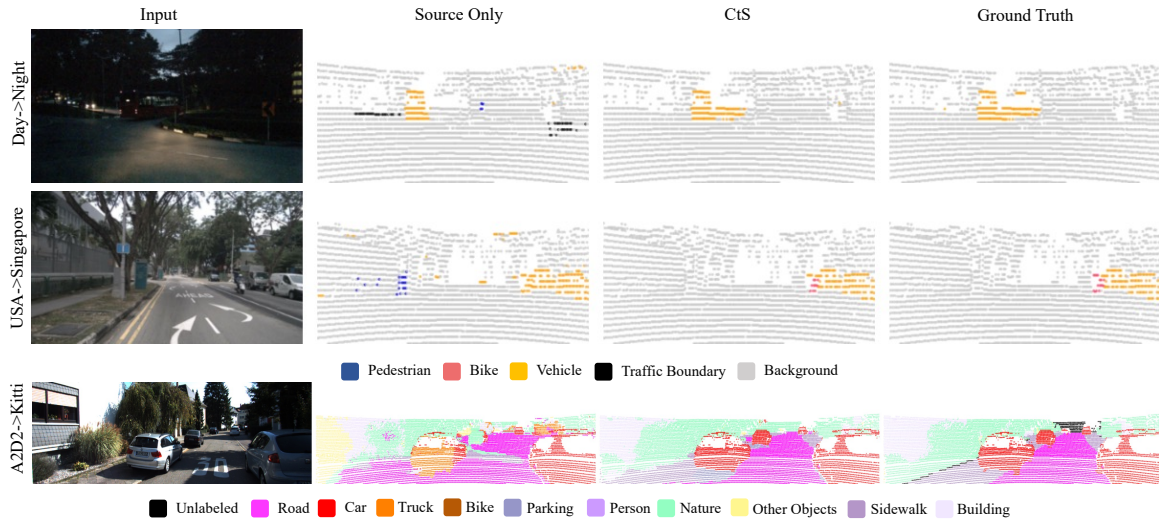 Input Source Only CtS Ground Truth
Day->Night
USA->Singapore
AHEAD
Pedestrian Bike Vehicle Traffic Boundary Background
A2D2->Kitti
Unlabeled Road Car Truck Bike Parking Person Nature Other Objects Sidewalk Building